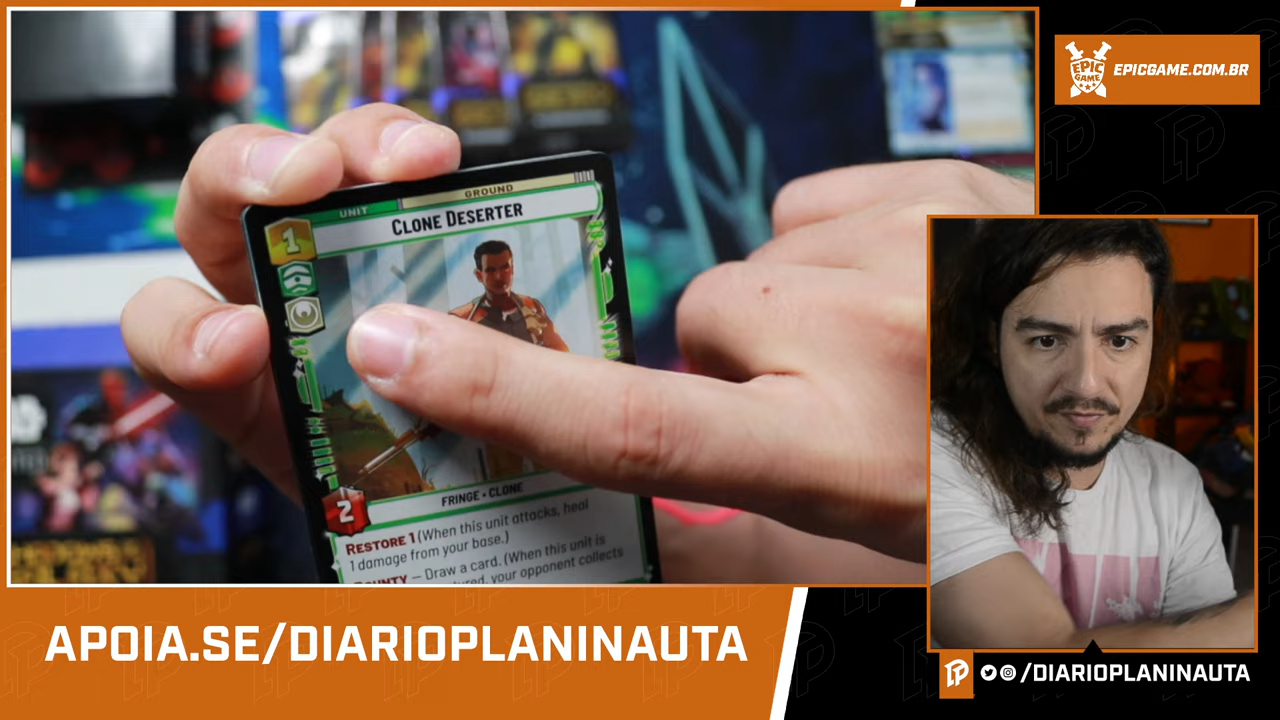 EPIC
GAME
EPICGAME.COM.BR
UNIT
GROUND
1
CLONE DESERTER
2
FRINGE • CLONE
RESTORE 1 (When this unit attacks, heal
1 damage from your base.)
BOUNTY — Draw a card. (When this unit is
your opponent collects
APOIA.SE/DIARIOPLANINAUTA
/DIARIOPLANINAUTA